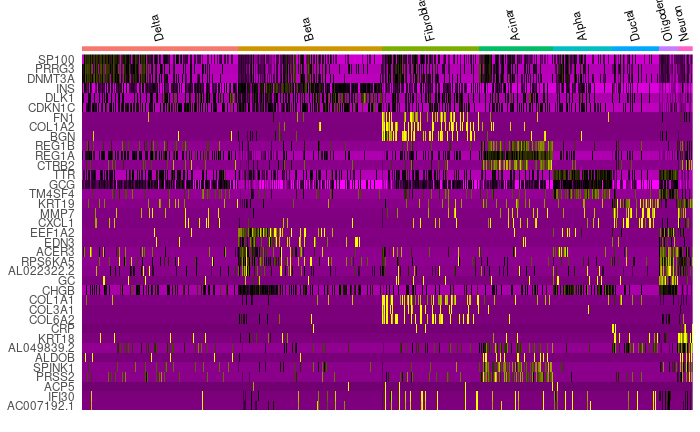 Delta Beta Fibrobla Acinar Alpha Ductal Oligoden Neuron
SP100
PRRG3
DNMT3A
INS
DLK1
CDKN1C
FN1
COL1A2
BGN
REG1B
REG1A
CTRB2
TTR
GCG
TM4SF4
KRT19
MMP7
CXCL1
EEF1A2
EDN3
ACER3
RPS6KA5
AL022322.2
GC
CHGB
COL1A1
COL3A1
COL6A2
CRP
KRT18
AL049839.2
ALDOB
SPINK1
PRSS2
ACP5
IFI30
AC007192.1